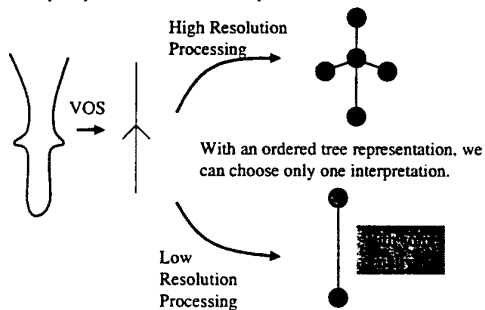 High Resolution
Processing
VOS
With an ordered tree representation, we
can choose only one interpretation.
Low
Resolution
Processing